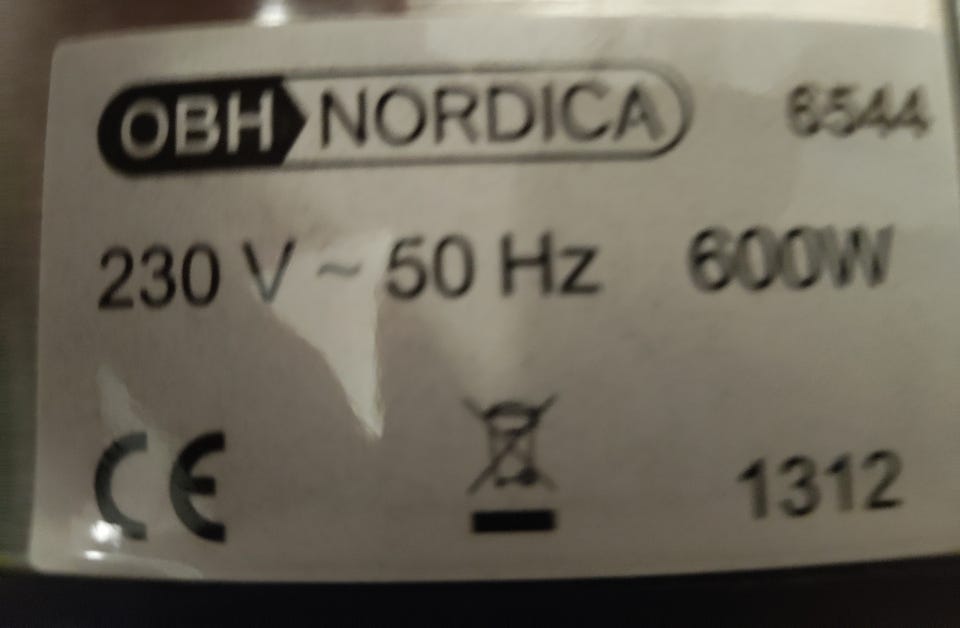 OBH NORDICA 6544
230 V ~ 50 Hz 600W
CE 1312